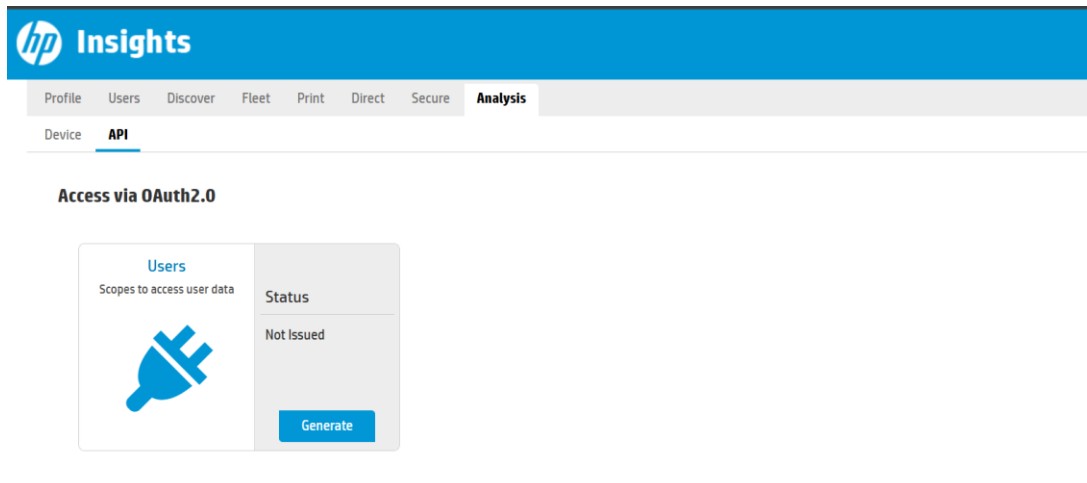 hp Insights
Profile Users Discover Fleet Print Direct Secure Analysis
Device API
Access via OAuth2.0
Users
Scopes to access user data
Status
Not Issued
Generate